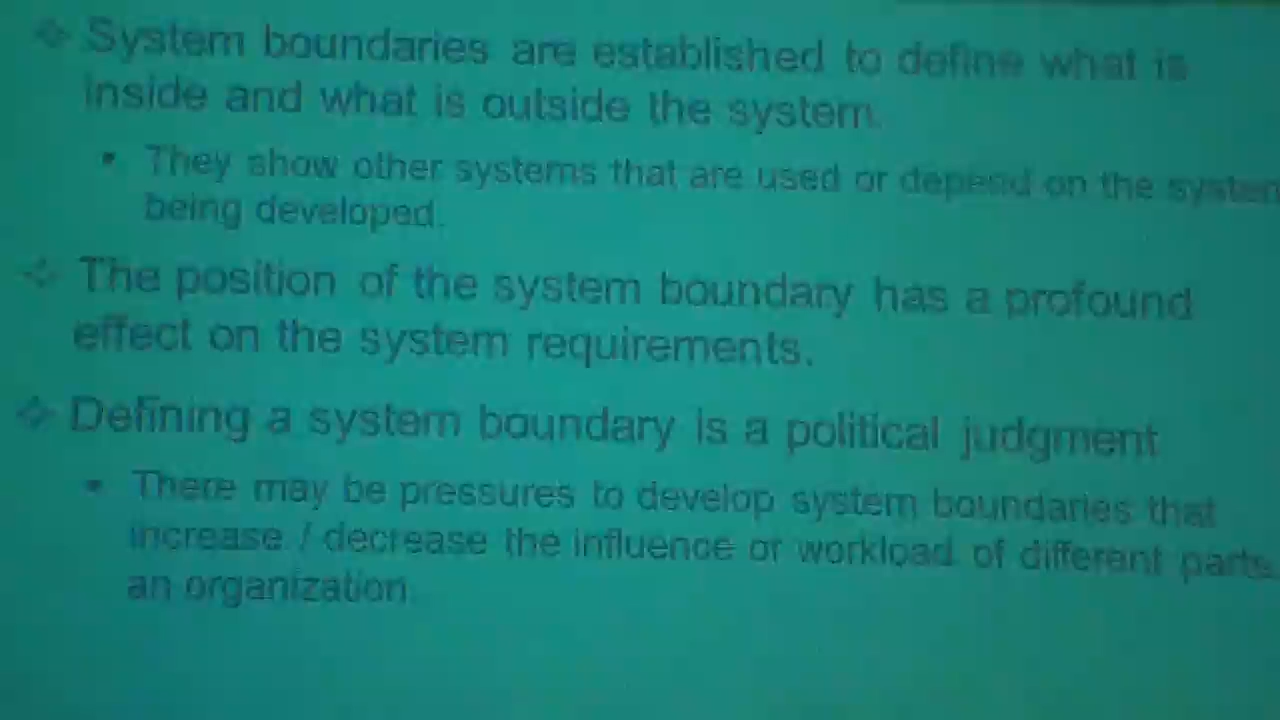 ❖ System boundaries are established to define what is
inside and what is outside the system.
▪ They show other systems that are used or depend on the system
being developed.
❖ The position of the system boundary has a profound
effect on the system requirements.
❖ Defining a system boundary is a political judgment
▪ There may be pressures to develop system boundaries that
increase / decrease the influence or workload of different parts
an organization.